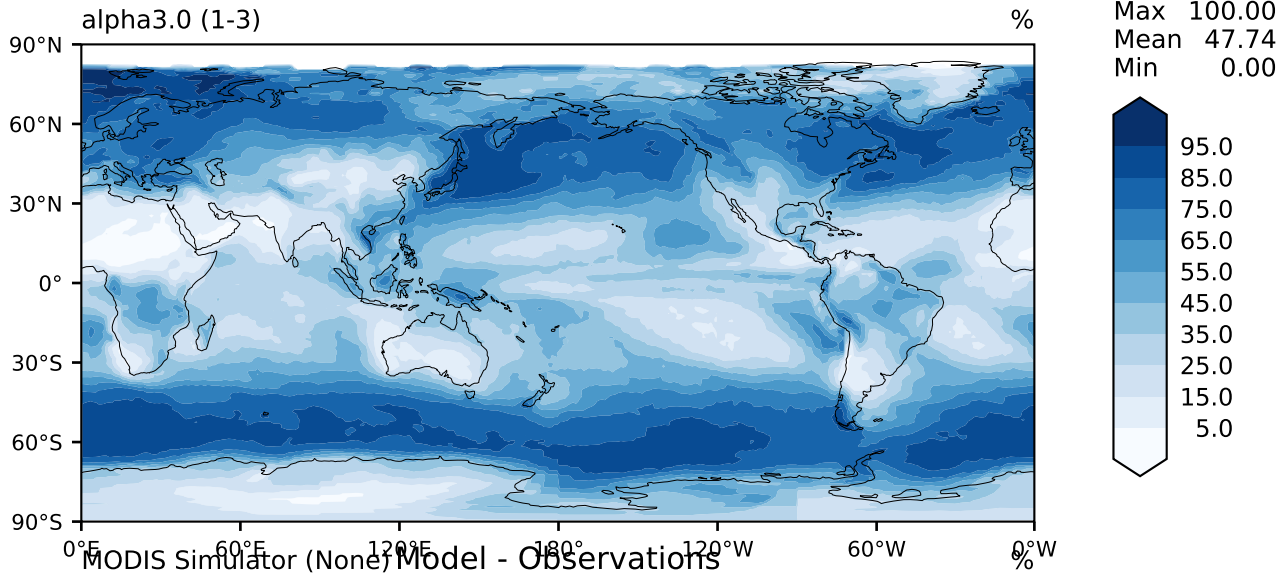 alpha3.0 (1-3) %
Max 100.00
Mean 47.74
Min 0.00
90°N
60°N
30°N
0°
30°S
60°S
90°S
95.0
85.0
75.0
65.0
55.0
45.0
35.0
25.0
15.0
5.0
0°E 60°E 120°E 180° 120°W 60°W 0°W
MODIS Simulator (None) Model - Observations %